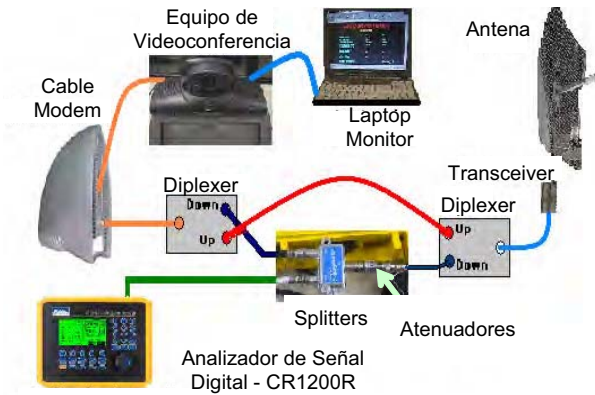 Equipo de
Videoconferencia
Antena
Cable
Modem
Laptop
Monitor
Transceiver
Diplexer
Down
Up
Diplexer
Up
Down
Splitters
Atenuadores
Analizador de Señal
Digital - CR1200R